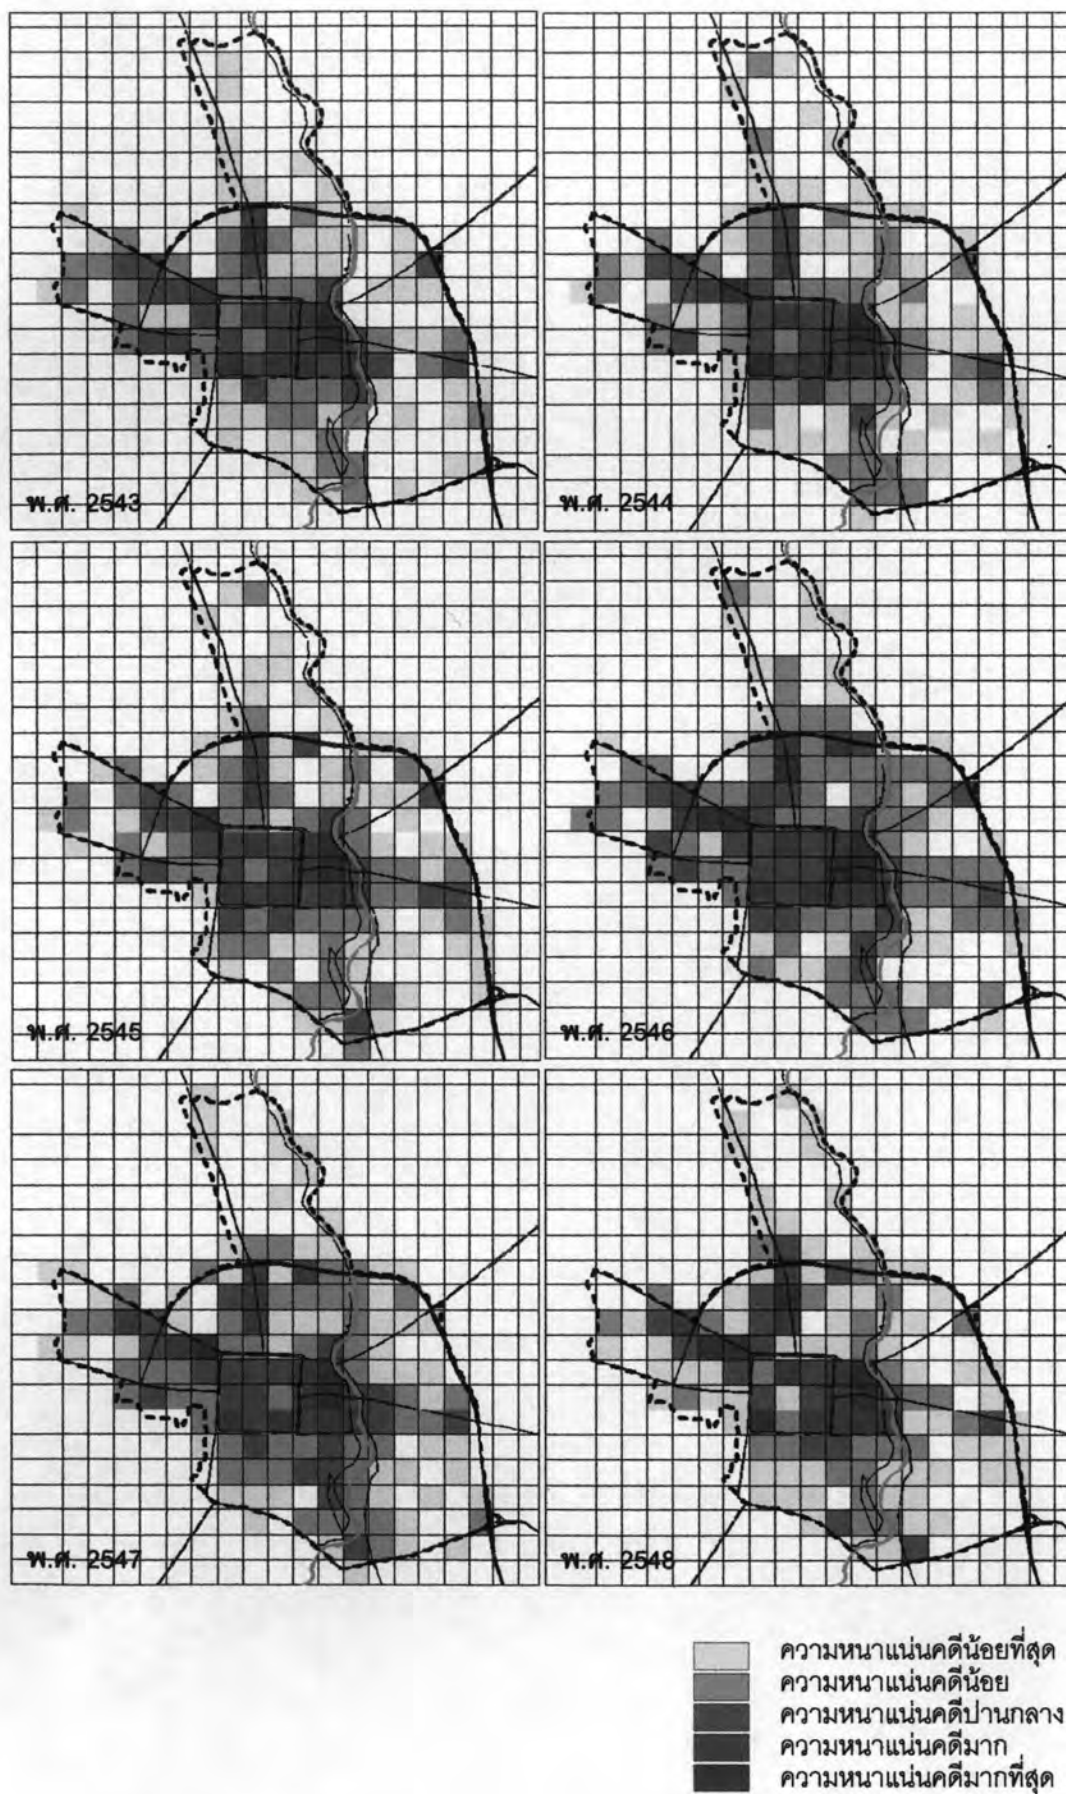 พ.ศ. 2543
พ.ศ. 2544
พ.ศ. 2545
พ.ศ. 2546
พ.ศ. 2547
พ.ศ. 2548
ความหนาแน่นคดีน้อยที่สุด
ความหนาแน่นคดีน้อย
ความหนาแน่นคดีปานกลาง
ความหนาแน่นคดีมาก
ความหนาแน่นคดีมากที่สุด